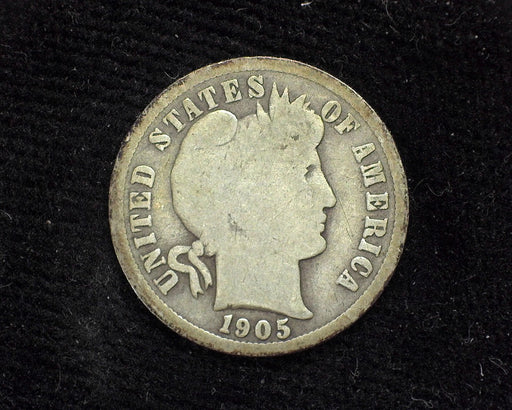 UNITED STATES OF AMERICA
1905